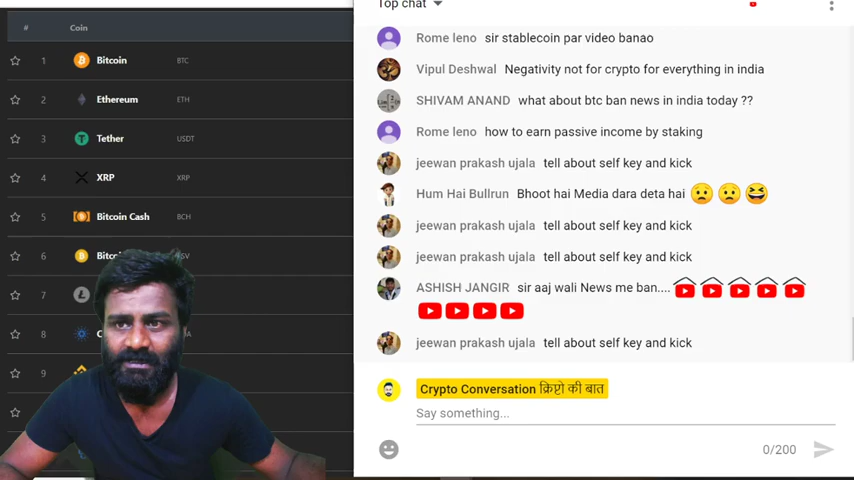 # Coin
1 Bitcoin BTC
2 Ethereum ETH
3 Tether USDT
4 XRP XRP
5 Bitcoin Cash BCH
6
7
8
9
Top chat
Rome leno sir stablecoin par video banao
Vipul Deshwal Negativity not for crypto for everything in india
SHIVAM ANAND what about btc ban news in india today ??
Rome leno how to earn passive income by staking
jeewan prakash ujala tell about self key and kick
Hum Hai Bullrun Bhoot hai Media dara deta hai 😟 😟 😆
jeewan prakash ujala tell about self key and kick
jeewan prakash ujala tell about self key and kick
ASHISH JANGIR sir aaj wali News me ban....
jeewan prakash ujala tell about self key and kick
Crypto Conversation क्रिप्टो की बात
Say something...
0/200